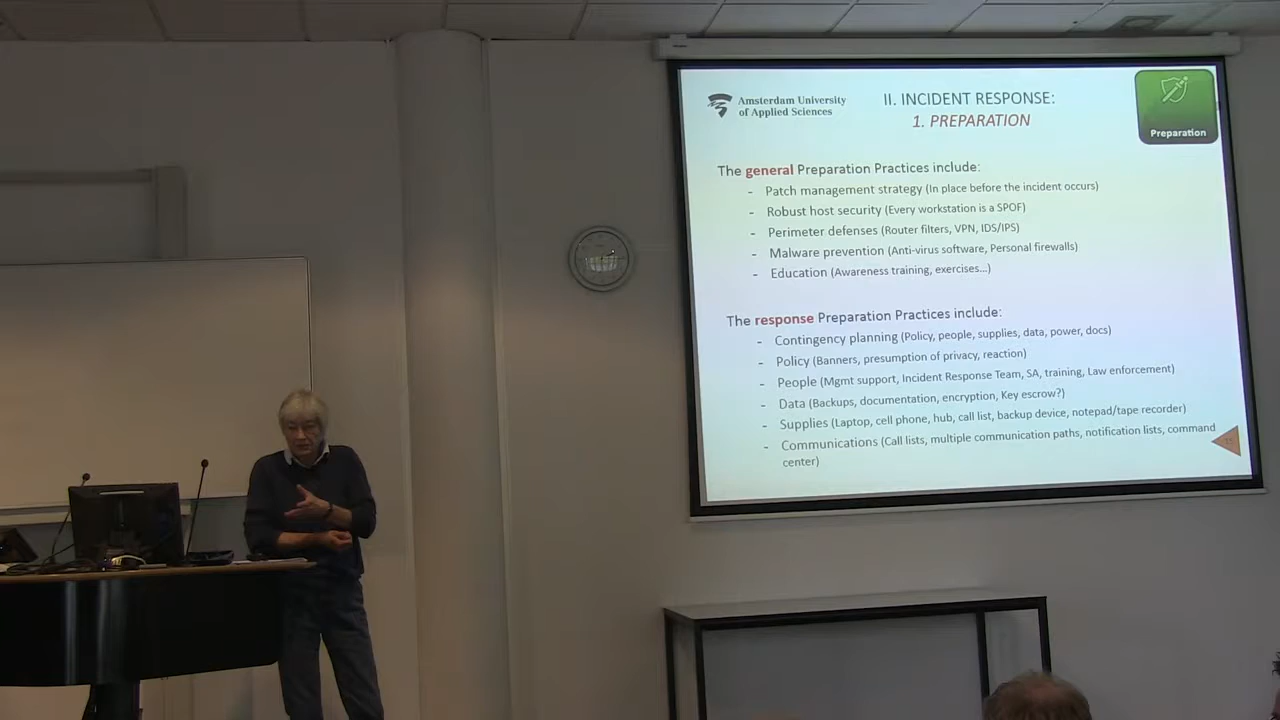 Amsterdam University
of Applied Sciences
II. INCIDENT RESPONSE:
1. PREPARATION
Preparation
The general Preparation Practices include:
- Patch management strategy (In place before the incident occurs)
- Robust host security (Every workstation is a SPOF)
- Perimeter defenses (Router filters, VPN, IDS/IPS)
- Malware prevention (Anti-virus software, Personal firewalls)
- Education (Awareness training, exercises...)
The response Preparation Practices include:
- Contingency planning (Policy, people, supplies, data, power, docs)
- Policy (Banners, presumption of privacy, reaction)
- People (Mgmt support, Incident Response Team, SA, training, Law enforcement)
- Data (Backups, documentation, encryption, Key escrow?)
- Supplies (Laptop, cell phone, hub, call list, backup device, notepad/tape recorder)
- Communications (Call lists, multiple communication paths, notification lists, command
center)